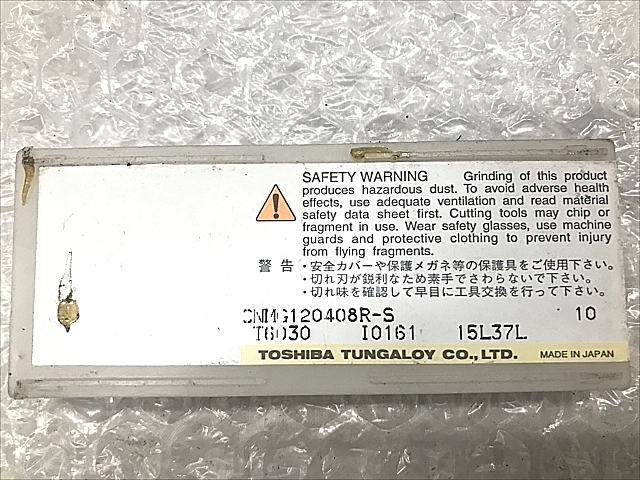 SAFETY WARNING Grinding of this product
produces hazardous dust. To avoid adverse health
effects, use adequate ventilation and read material
safety data sheet first. Cutting tools may chip or
fragment in use. Wear safety glasses, use machine
guards and protective clothing to prevent injury
from flying fragments.
警告・安全カバーや保護メガネ等の保護具をご使用下さい。
・切れ刃が鋭利なため素手でさわらないで下さい。
・切れ味を確認して早目に工具交換を行って下さい。
CNMG120408R-S 10
T6030 I0161 15L37L
TOSHIBA TUNGALOY CO., LTD. MADE IN JAPAN